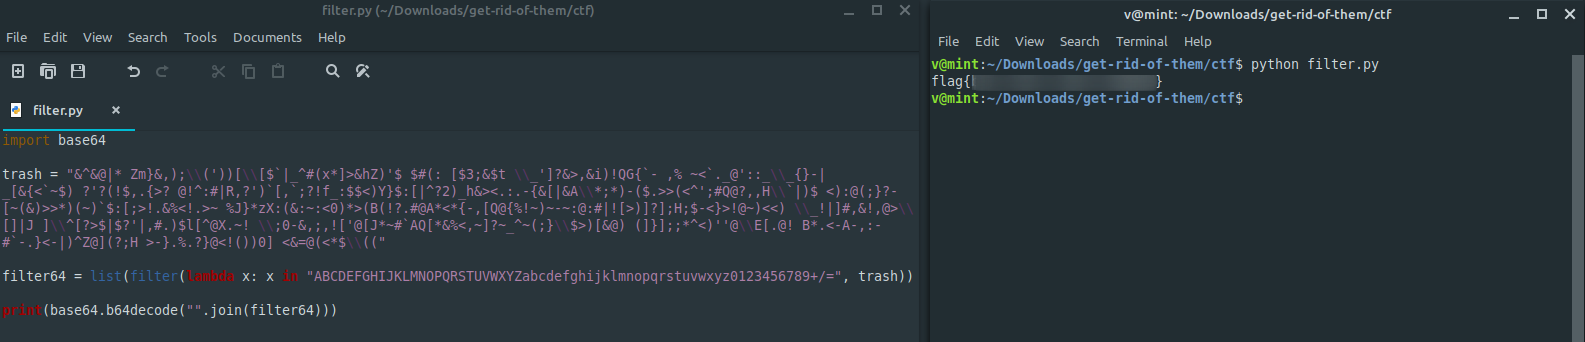 filter.py (~/Downloads/get-rid-of-them/ctf)
File Edit View Search Tools Documents Help
filter.py
import base64
trash = "&^&@|* Zm}&,);\\('))[\\[$`|_^#(x*]>&hZ)'$ $#(: [$3;&$t \\_']?&>,&i)!QG{`- ,% ~<`._@'::_\\_{}-|
_[&{<`~$) ?'?(!$,.{>? @!^:#|R,?')`[,`:?!f_:$$<)Y}$:[|^?2)_h&><.:.-{&[|&A\\*;*)-($.>>(<^';#Q@?,,H\\`|)$ <):@(;}?-
[~(&)>>*)(~)`$:[;>!.&%<!.>~ %J}*zX:(&:~:<0)*>(B(!?.#@A*<*{-,[Q@{%!~)~-~:@:#|![>)]?];H;$-<}>!@~)<<) \\_!|]#,&!,@>\\
[]|J ]\\^[?>$|$?'|,#.)$l[^@X.~! \\;0-&,;,!['@[J*~#`AQ[*&%<,~]?~_^~(;}\\$>)[&@) (]}];;*^<)''@\\E[.@! B*.<-A-,:-
#`-.}<-|)^Z@](?;H >-}.%.?}@<!())0] <&=@(<*$\\(("
filter64 = list(filter(lambda x: x in "ABCDEFGHIJKLMNOPQRSTUVWXYZabcdefghijklmnopqrstuvwxyz0123456789+/=", trash))
print(base64.b64decode("".join(filter64)))
v@mint: ~/Downloads/get-rid-of-them/ctf
File Edit View Search Terminal Help
v@mint:~/Downloads/get-rid-of-them/ctf$ python filter.py
flag{ }
v@mint:~/Downloads/get-rid-of-them/ctf$